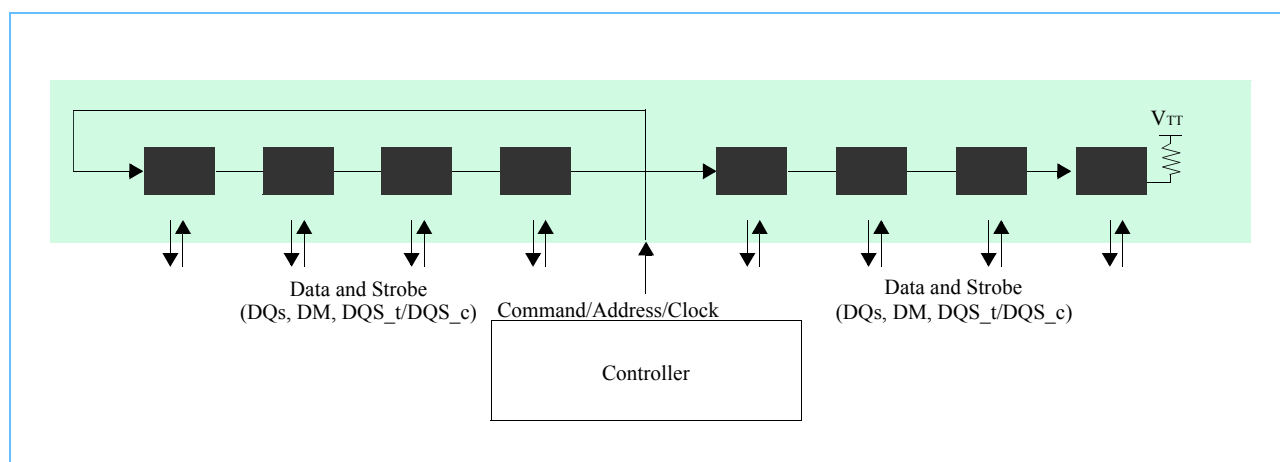 VTT
Data and Strobe
(DQs, DM, DQS_t/DQS_c)
Command/Address/Clock
Data and Strobe
(DQs, DM, DQS_t/DQS_c)
Controller